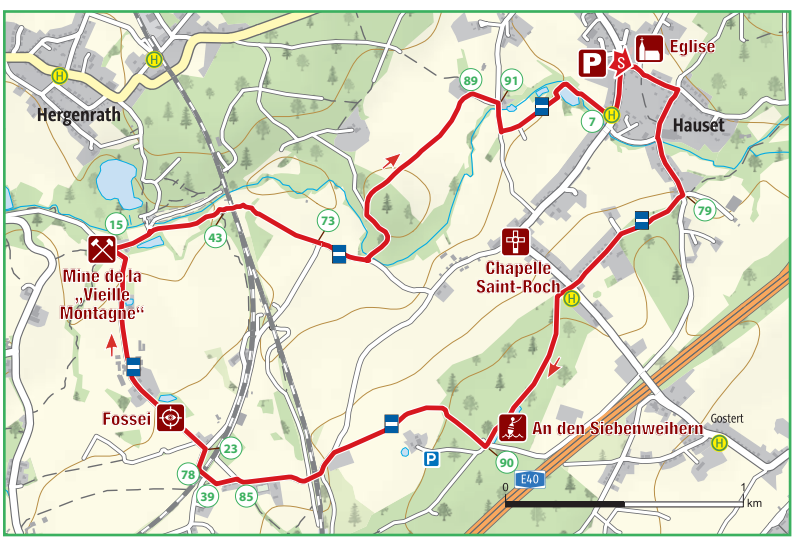 H
H
Hergenrath
89
91
P
S
Eglise
7
H
Hauset
15
43
73
79
Mine de la
„Vieille
Montagne“
Chapelle
Saint-Roch
H
Fossei
23
78
39
85
P
An den Siebenweihern
90
Gostert
H
E40
0
1
km